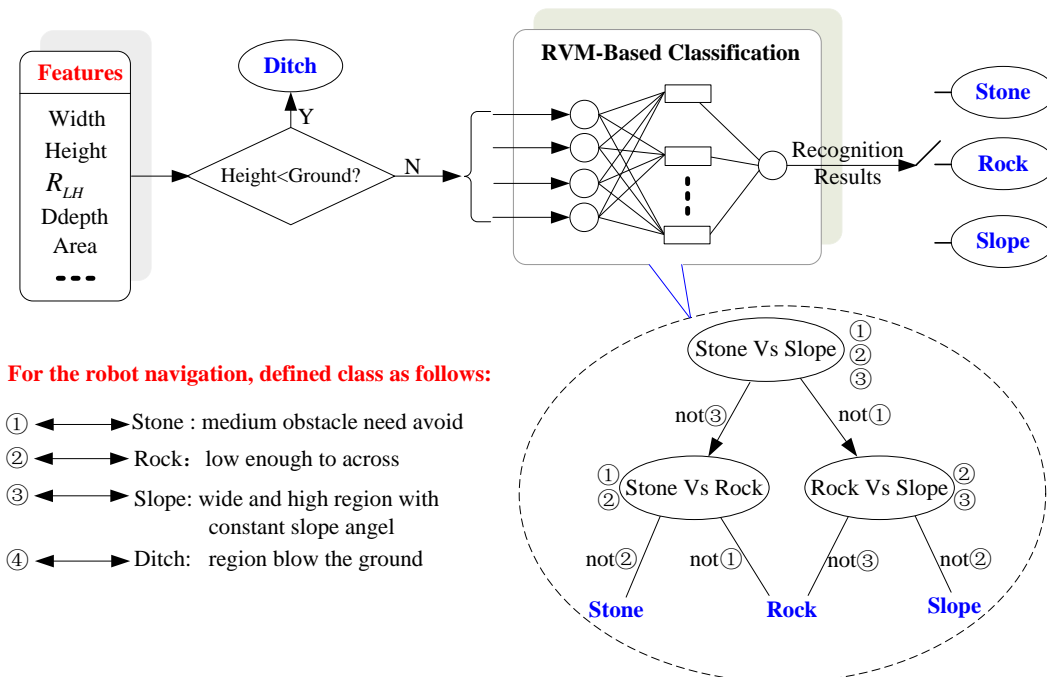 Features
Width
Height
R_LH
Ddepth
Area
Ditch
Y
Height<Ground?
N
RVM-Based Classification
Recognition
Results
Stone
Rock
Slope
For the robot navigation, defined class as follows:
① Stone : medium obstacle need avoid
② Rock: low enough to across
③ Slope: wide and high region with
constant slope angel
④ Ditch: region blow the ground
Stone Vs Slope
①
②
③
not③
not①
①
②
Stone Vs Rock
Rock Vs Slope
②
③
not②
not①
not③
not②
Stone
Rock
Slope